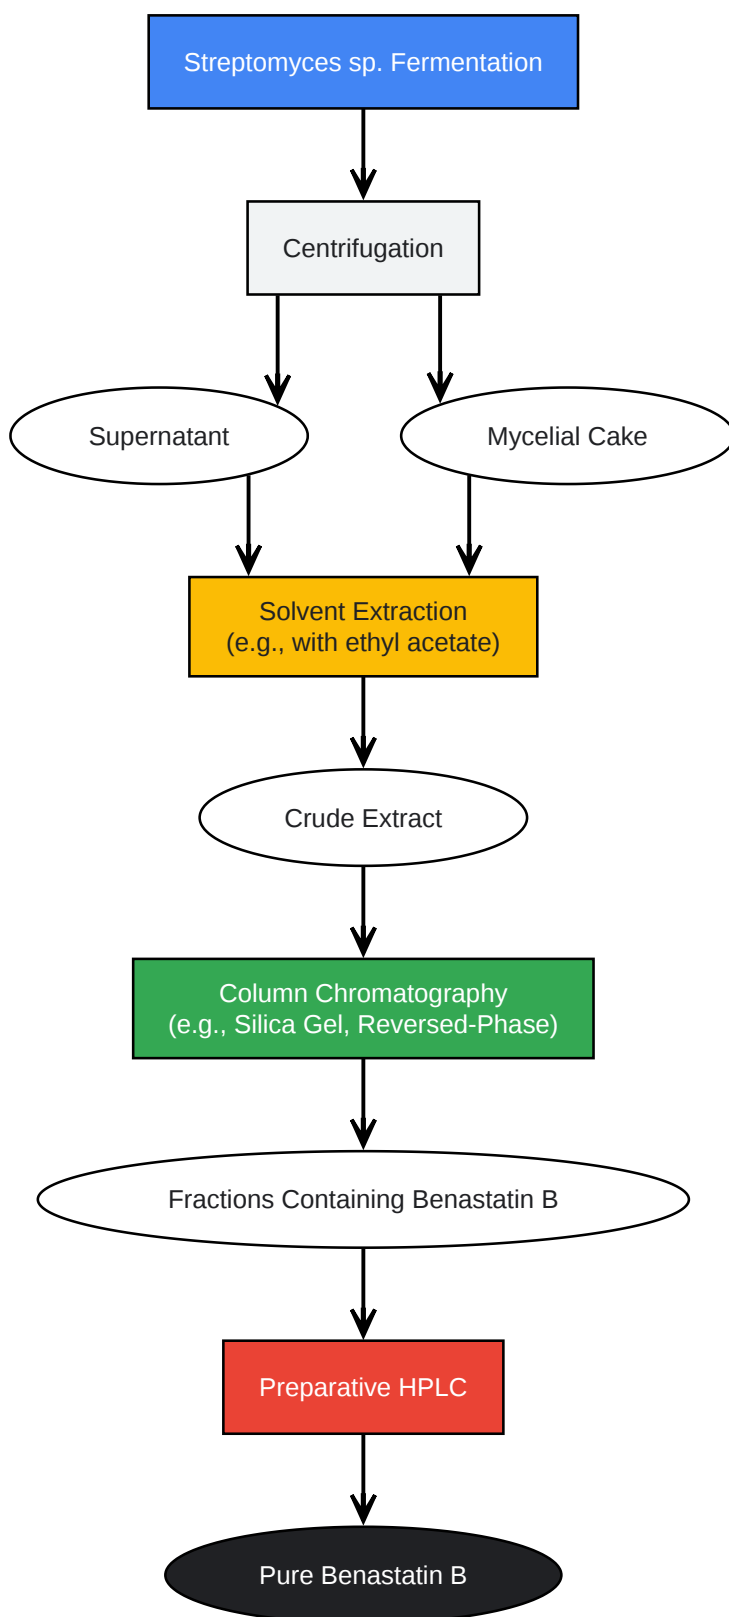 Streptomyces sp. Fermentation
Centrifugation
Supernatant
Mycelial Cake
Solvent Extraction
(e.g., with ethyl acetate)
Crude Extract
Column Chromatography
(e.g., Silica Gel, Reversed-Phase)
Fractions Containing Benastatin B
Preparative HPLC
Pure Benastatin B